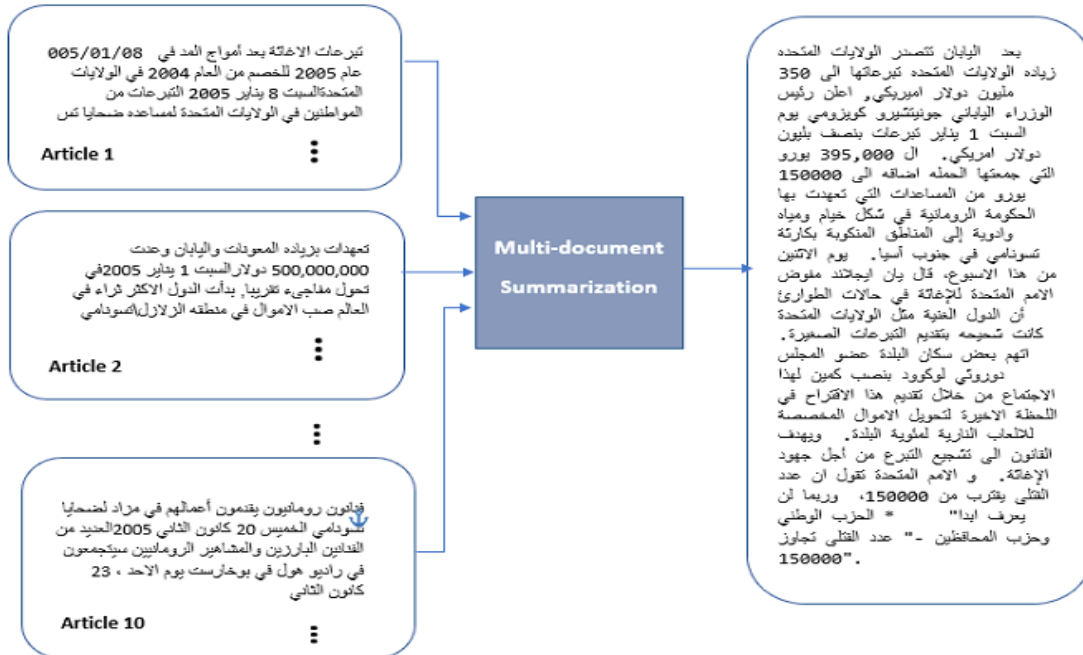 تبرعات الاغاثة بعد أمواج المد في 005/01/08
عام 2005 للخصم من العام 2004 في الولايات
المتحدةالسبت 8 يناير 2005 التبرعات من
المواطنين في الولايات المتحدة لمساعده ضحايا تس
Article 1
تعهدات بزياده المعونات واليابان وعدت
500,000,000 دولارالسبت 1 يناير 2005في
تحول مفاجىء تقريبا, بدأت الدول الاكثر ثراء في
العالم صب الاموال في منطقه الزلازل\تسونامي
Article 2
فنانون رومانيون يقدمون أعمالهم في مزاد لضحايا
تسونامي الخميس 20 كانون الثاني 2005العديد من
الفنانين البارزين والمشاهير الرومانيين سيتجمعون
في راديو هول في بوخارست يوم الاحد ، 23
كانون الثاني
Article 10
Multi-document
Summarization
بعد اليابان تتصدر الولايات المتحده
زياده الولايات المتحده تبرعاتها الى 350
مليون دولار اميريكي, اعلن رئيس
الوزراء الياباني جونيتشيرو كويزومي يوم
السبت 1 يناير تبرعات بنصف بليون
دولار امريكي. ال 395,000 يورو
التي جمعتها الحمله اضافه الى 150000
يورو من المساعدات التي تعهدت بها
الحكومة الرومانية في شكل خيام ومياه
وادوية إلى المناطق المنكوبة بكارثة
تسونامي في جنوب آسيا. يوم الاثنين
من هذا الاسبوع، قال يان ايجلاند مفوض
الامم المتحدة للإغاثة في حالات الطوارئ
أن الدول الغنية مثل الولايات المتحدة
كانت شحيحه بتقديم التبرعات الصغيرة.
اتهم بعض سكان البلدة عضو المجلس
دوروثي لوكوود بنصب كمين لهذا
الاجتماع من خلال تقديم هذا الاقتراح في
اللحظة الاخيرة لتحويل الاموال المخصصة
للالعاب النارية لمئوية البلدة. ويهدف
القانون الى تشجيع التبرع من أجل جهود
الإغاثة. و الامم المتحدة تقول ان عدد
القتلى يقترب من 150000، وربما لن
يعرف ابدا" * الحزب الوطني
وحزب المحافظين -" عدد القتلى تجاوز
150000".